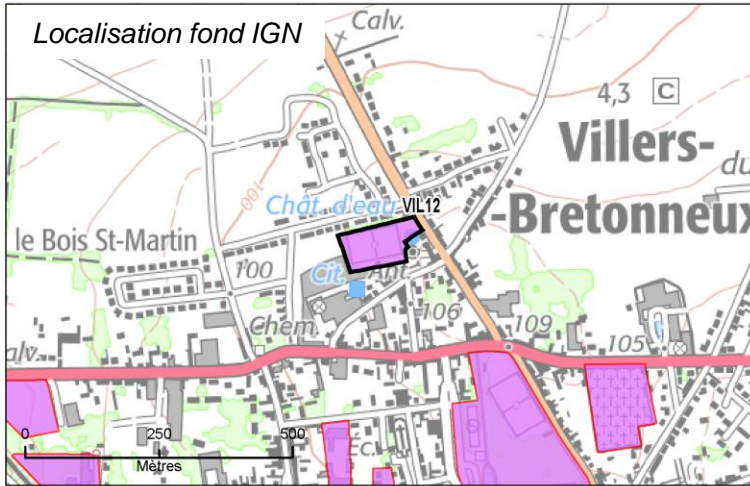 Localisation fond IGN
Calv.
4,3 C
Villers-
du
-Bretonneux
100
Chât. d'eau VIL12
le Bois St-Martin
100
Cit. Ant.
106
Chem.
109
105
alv.
0 250 500
Mètres
S
EC.